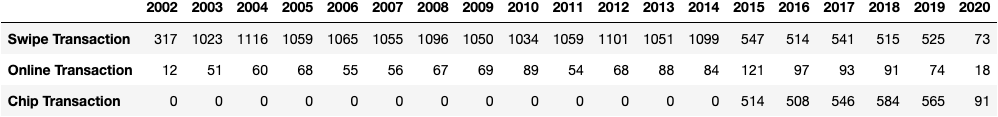 2002 2003 2004 2005 2006 2007 2008 2009 2010 2011 2012 2013 2014 2015 2016 2017 2018 2019 2020
Swipe Transaction 317 1023 1116 1059 1065 1055 1096 1050 1034 1059 1101 1051 1099 547 514 541 515 525 73
Online Transaction 12 51 60 68 55 56 67 69 89 54 68 88 84 121 97 93 91 74 18
Chip Transaction 0 0 0 0 0 0 0 0 0 0 0 0 0 514 508 546 584 565 91